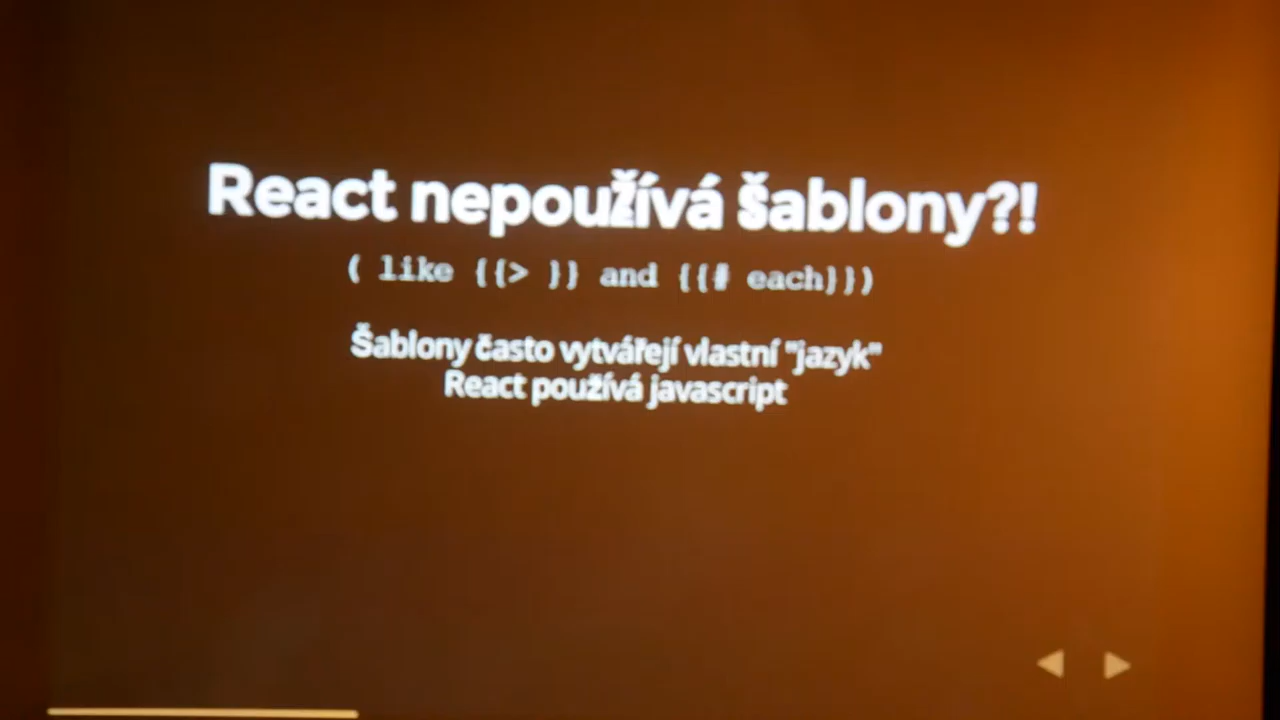 React nepoužívá šablony?!
( like {{> }} and {{# each}})
Šablony často vytvářejí vlastní "jazyk"
React používá javascript